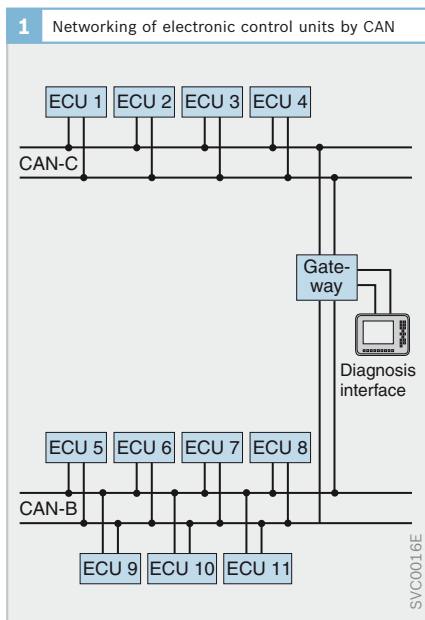 1 Networking of electronic control units by CAN
ECU 1 ECU 2 ECU 3 ECU 4
CAN-C
Gate-
way
Diagnosis
interface
ECU 5 ECU 6 ECU 7 ECU 8
CAN-B
ECU 9 ECU 10 ECU 11
SVC0016E